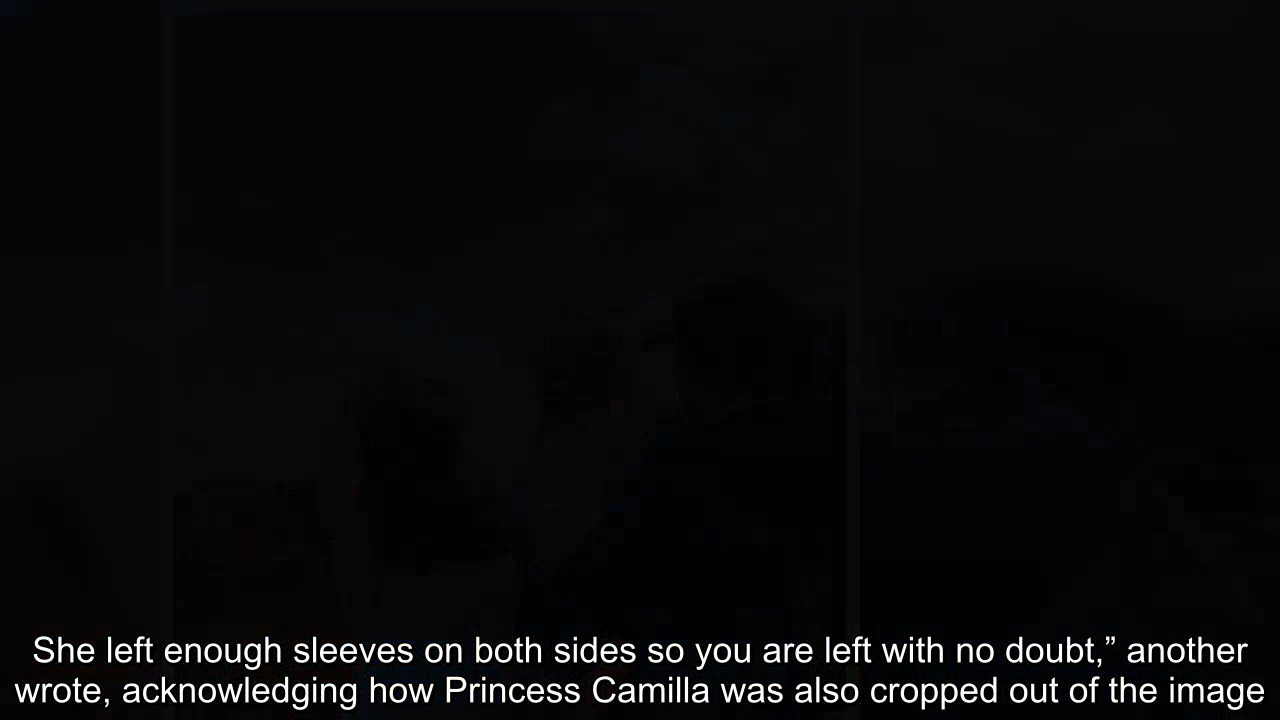 She left enough sleeves on both sides so you are left with no doubt,” another
wrote, acknowledging how Princess Camilla was also cropped out of the image